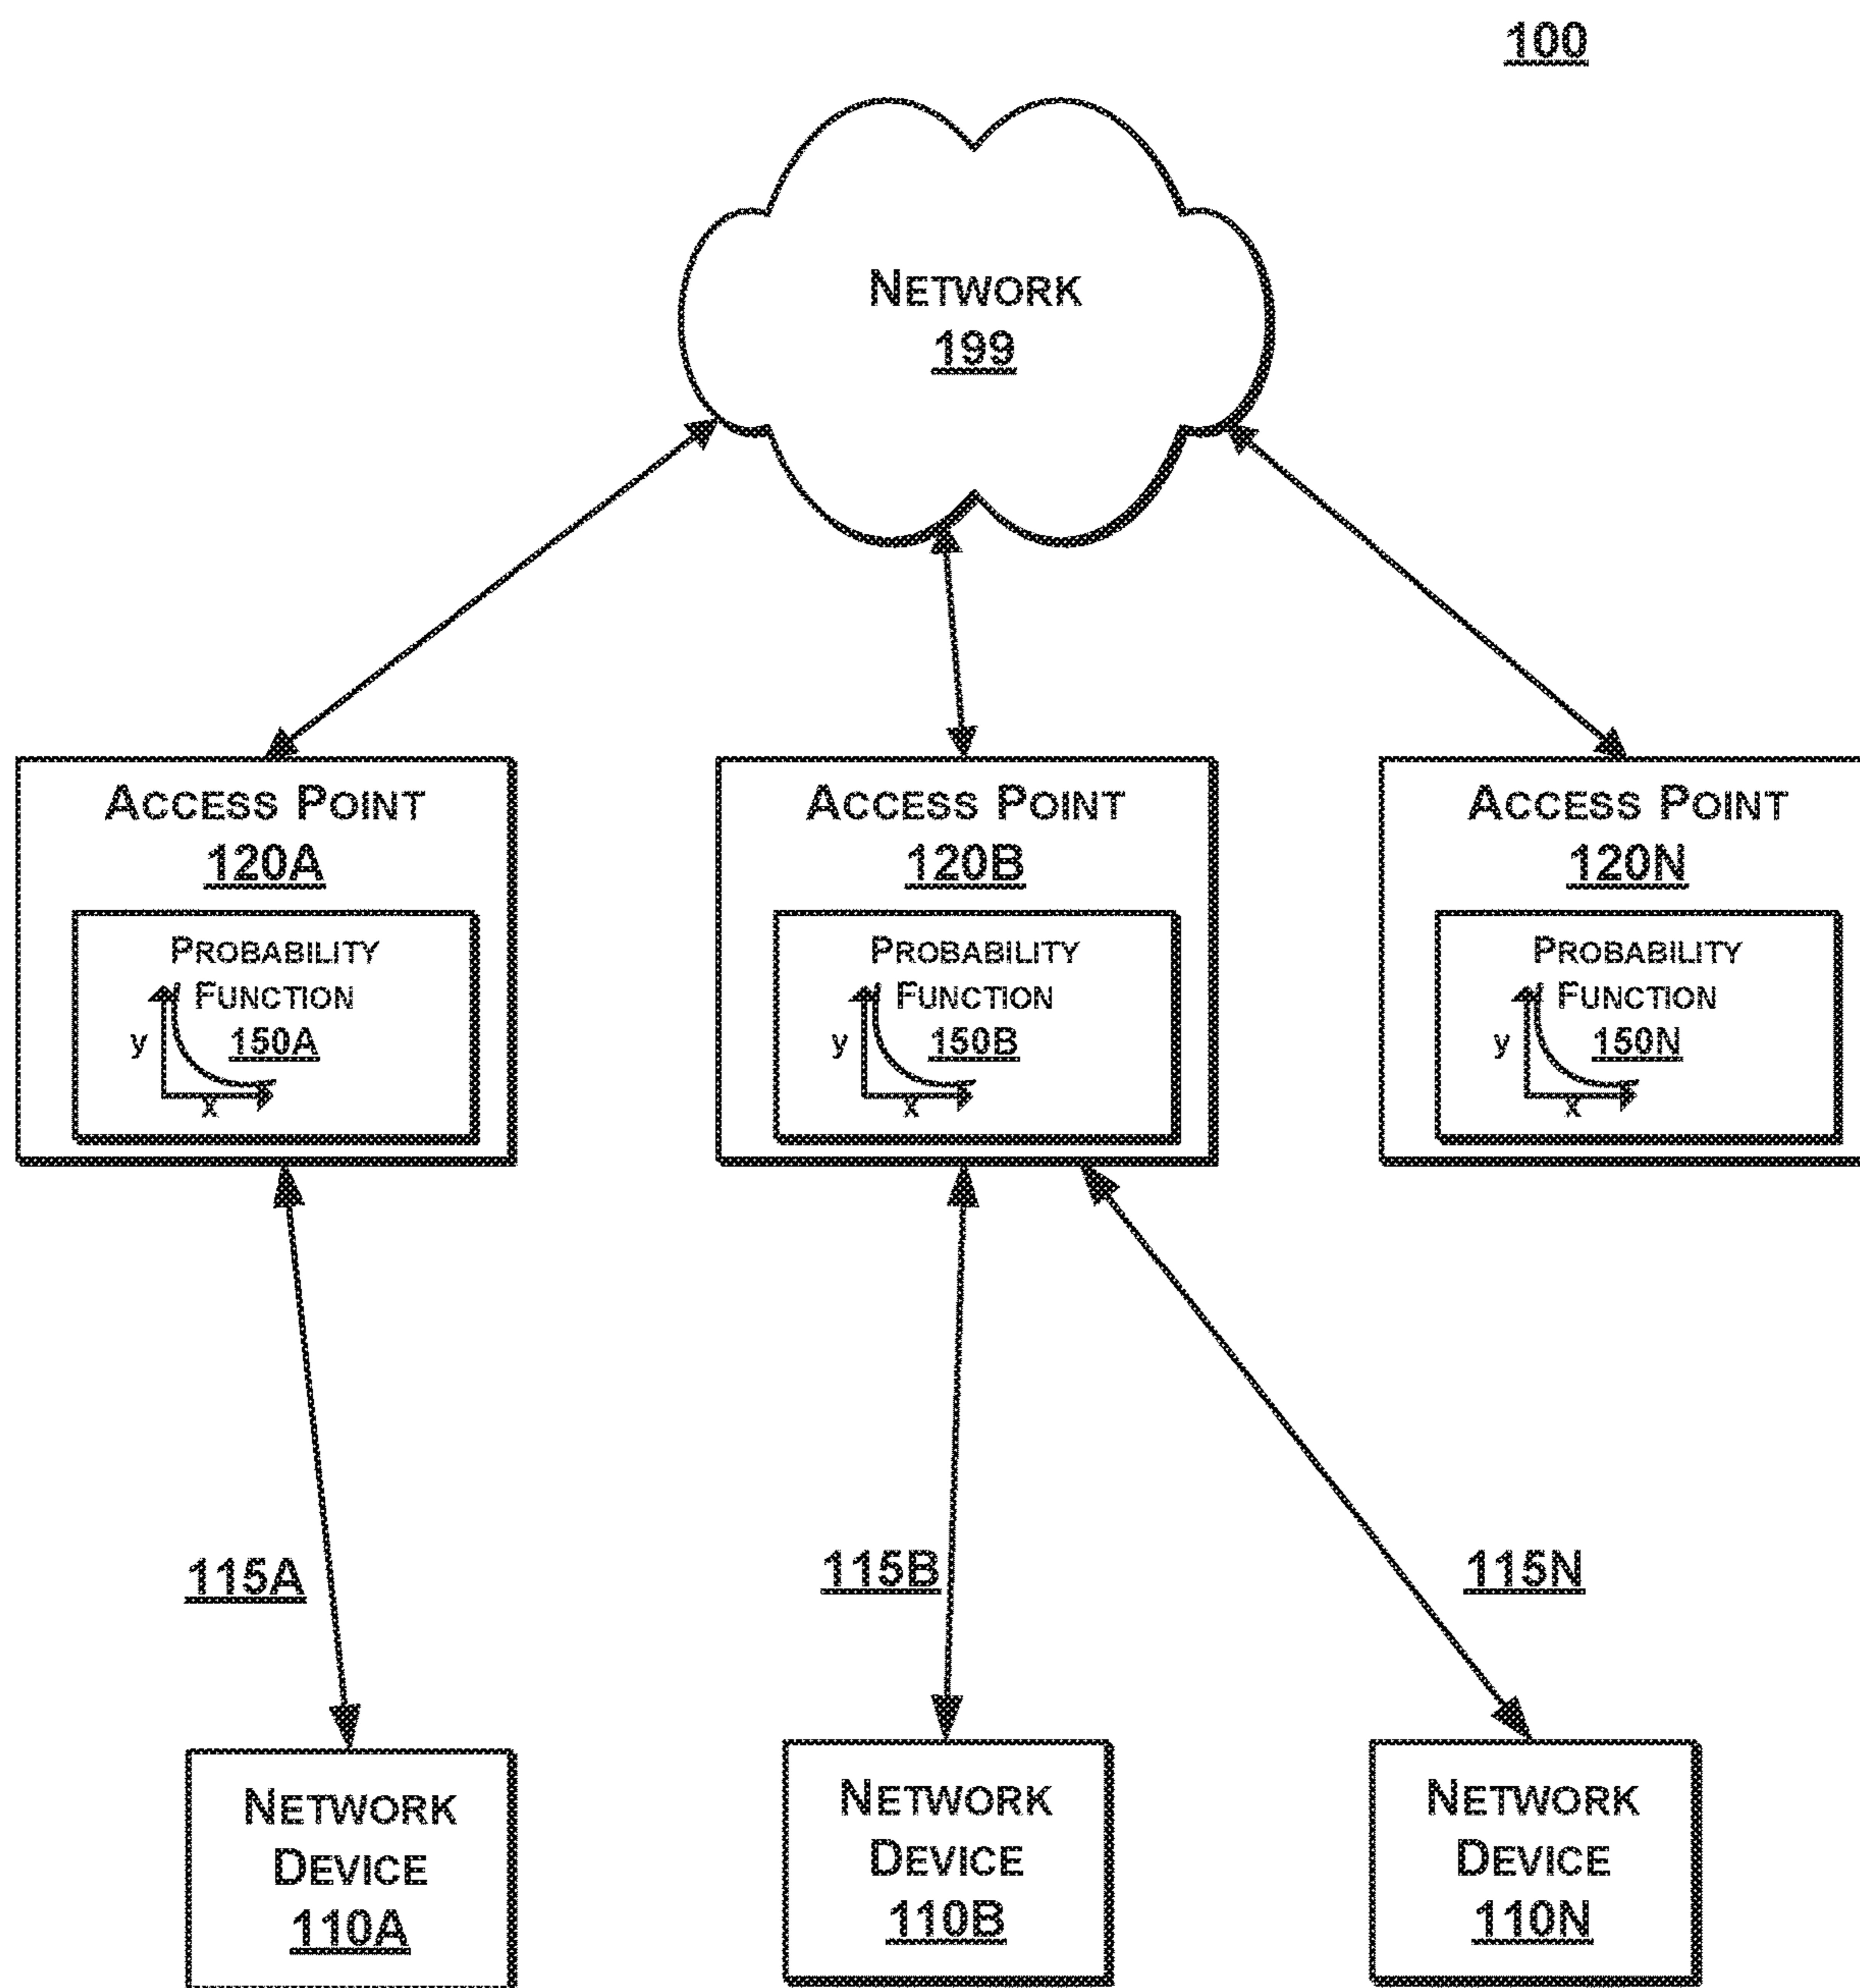 100
NETWORK
199
ACCESS POINT
120A
PROBABILITY
FUNCTION
150A
y
x
ACCESS POINT
120B
PROBABILITY
FUNCTION
150B
y
x
ACCESS POINT
120N
PROBABILITY
FUNCTION
150N
y
x
115A
115B
115N
NETWORK
DEVICE
110A
NETWORK
DEVICE
110B
NETWORK
DEVICE
110N